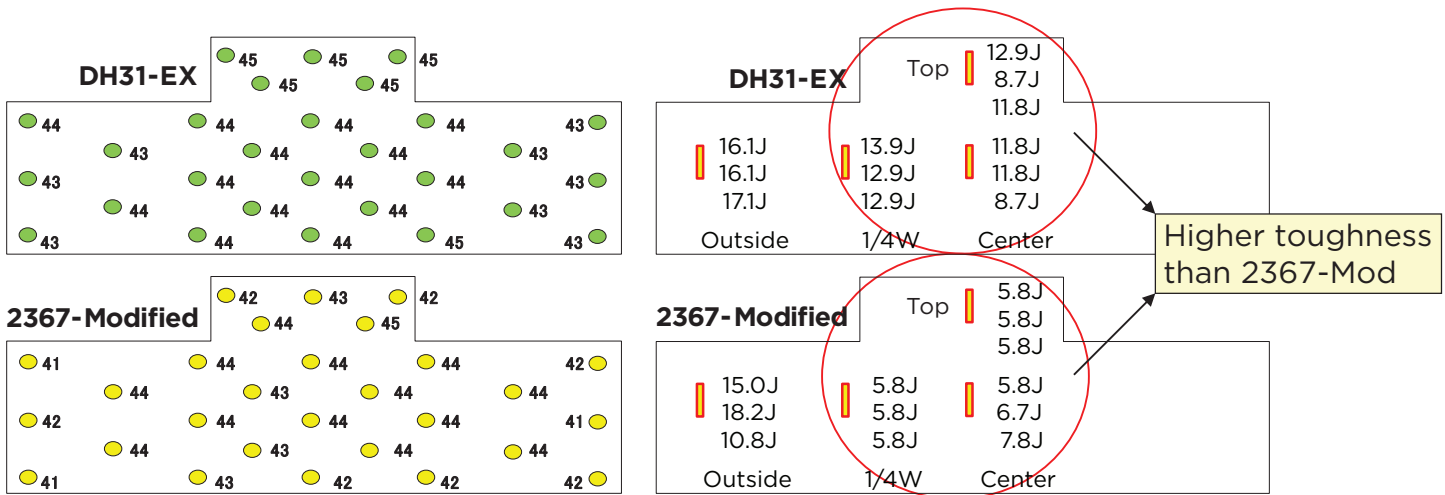 DH31-EX
45 45 45
45 45
44 44 44 44 43
43 44 44 43
43 44 44 44 43
44 44 44 43
43 44 44 45 43
DH31-EX
Top
12.9J
8.7J
11.8J
16.1J 13.9J 11.8J
16.1J 12.9J 11.8J
17.1J 12.9J 8.7J
Outside 1/4W Center
Higher toughness
than 2367-Mod
2367-Modified
42 43 42
44 45
41 44 44 44 42
44 43 44 44
42 44 44 44 41
44 43 44 44
41 43 42 42 42
2367-Modified
Top
5.8J
5.8J
5.8J
15.0J 5.8J 5.8J
18.2J 5.8J 6.7J
10.8J 5.8J 7.8J
Outside 1/4W Center